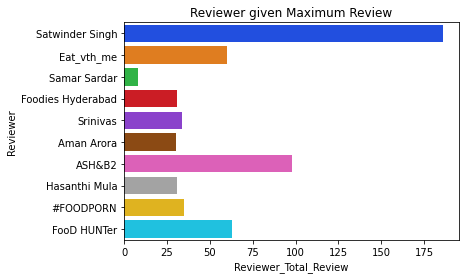 Reviewer given Maximum Review
Satwinder Singh
Eat_vth_me
Samar Sardar
Foodies Hyderabad
Srinivas
Aman Arora
ASH&B2
Hasanthi Mula
#FOODPORN
FooD HUNTer
Reviewer
0 25 50 75 100 125 150 175
Reviewer_Total_Review